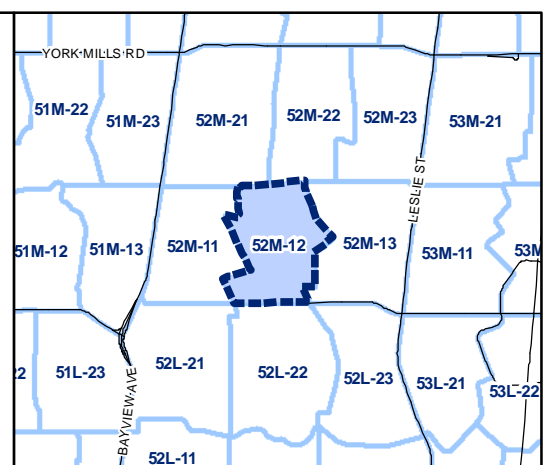 YORK MILLS RD
51M-22
51M-23
52M-21
52M-22
52M-23
53M-21
LESLIE ST
51M-12
51M-13
52M-11
52M-12
52M-13
53M-11
53M
22
51L-23
52L-21
52L-22
52L-23
53L-21
53L-22
BAYVIEW AVE
52L-11